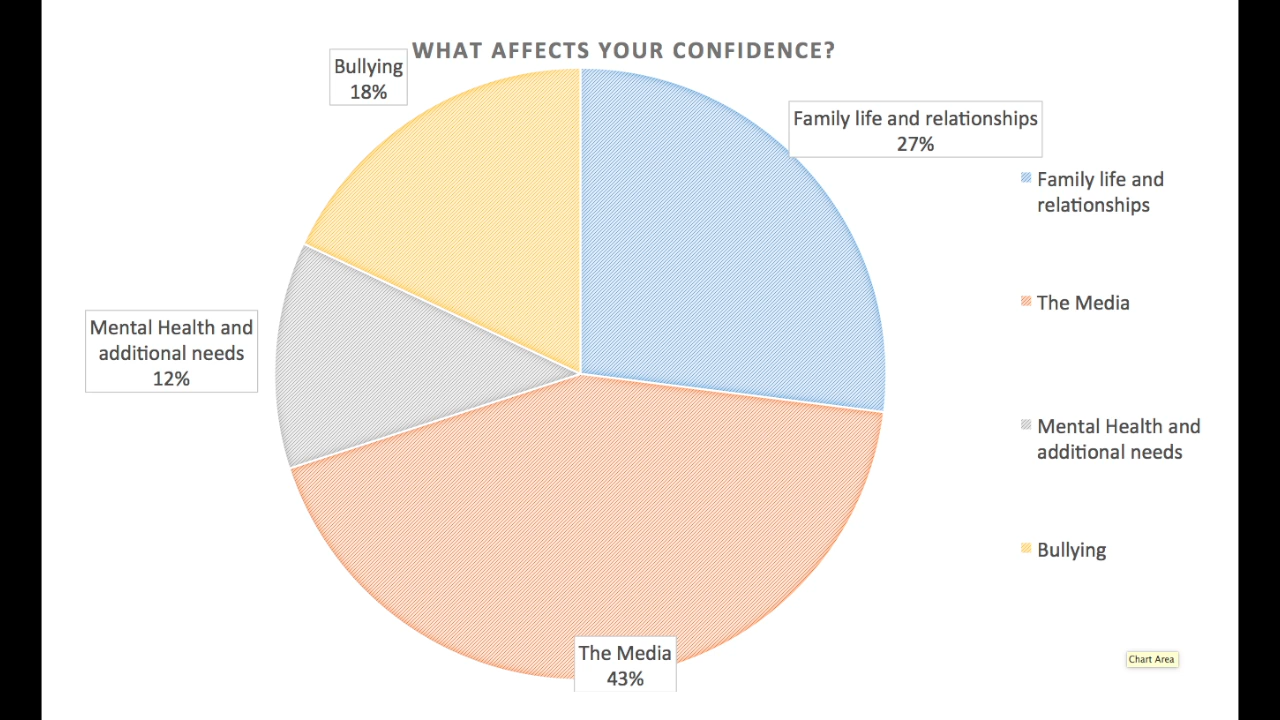 WHAT AFFECTS YOUR CONFIDENCE?
Bullying
18%
Family life and relationships
27%
Family life and
relationships
The Media
Mental Health and
additional needs
12%
Mental Health and
additional needs
Bullying
The Media
43%
Chart Area